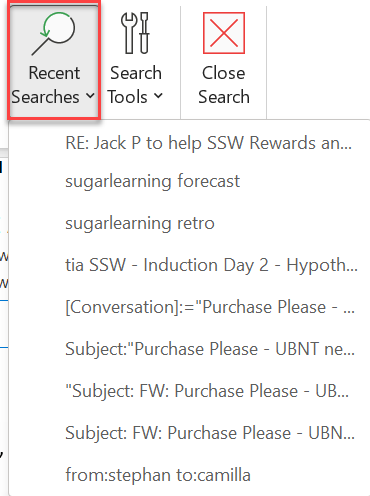 Recent
Searches
Search
Tools
Close
Search
RE: Jack P to help SSW Rewards an...
sugarlearning forecast
sugarlearning retro
tia SSW - Induction Day 2 - Hypoth...
[Conversation]:="Purchase Please - ...
Subject:"Purchase Please - UBNT ne...
"Subject: FW: Purchase Please - UB...
Subject: FW: Purchase Please - UBN...
from:stephan to:camilla